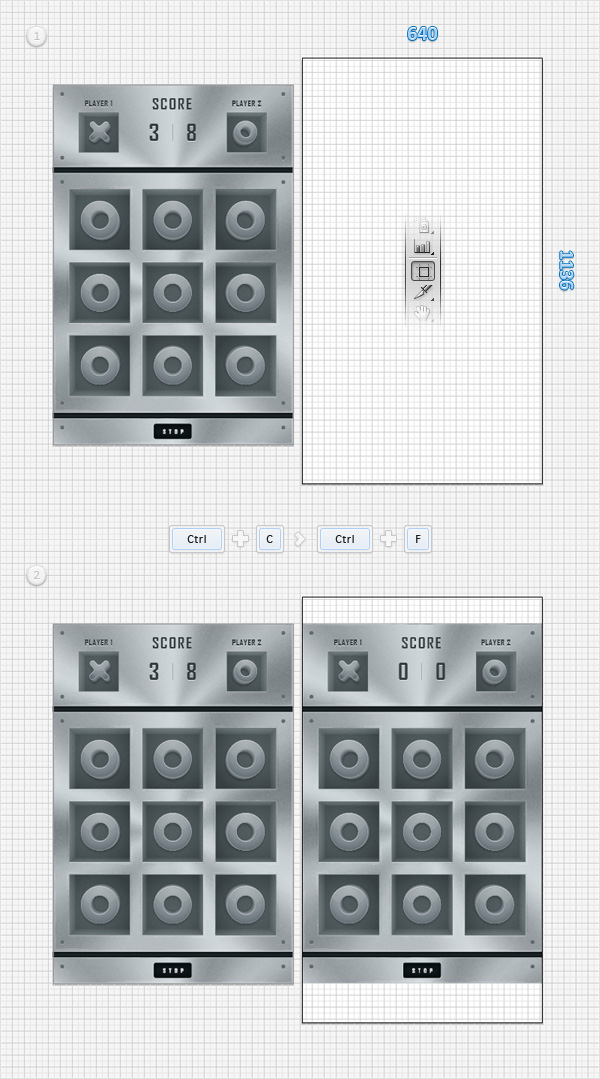 1
640
PLAYER 1 SCORE PLAYER 2
3 8
1136
STOP
Ctrl + C > Ctrl + F
2
PLAYER 1 SCORE PLAYER 2
3 8
STOP
PLAYER 1 SCORE PLAYER 2
0 0
STOP